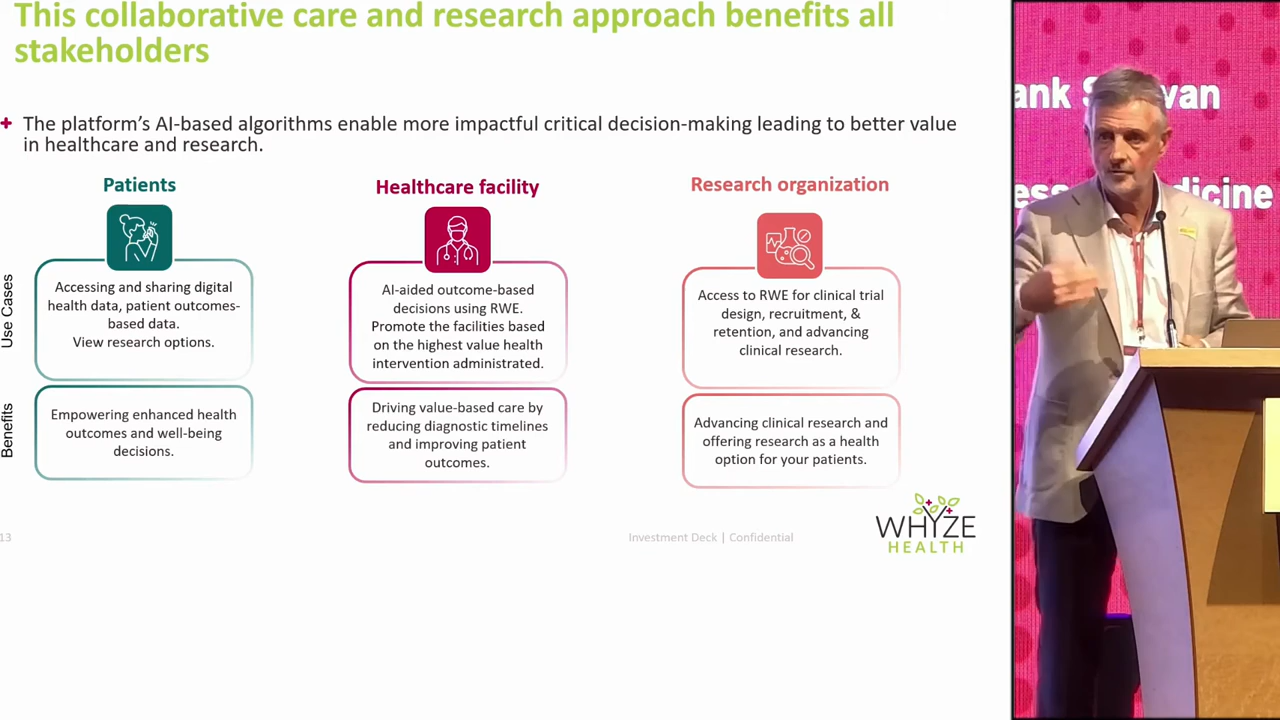 This collaborative care and research approach benefits all
stakeholders
+ The platform's AI-based algorithms enable more impactful critical decision-making leading to better value
in healthcare and research.
Patients
Healthcare facility
Research organization
Use Cases
Accessing and sharing digital
health data, patient outcomes-
based data.
View research options.
AI-aided outcome-based
decisions using RWE.
Promote the facilities based
on the highest value health
intervention administrated.
Access to RWE for clinical trial
design, recruitment, &
retention, and advancing
clinical research.
Benefits
Empowering enhanced health
outcomes and well-being
decisions.
Driving value-based care by
reducing diagnostic timelines
and improving patient
outcomes.
Advancing clinical research and
offering research as a health
option for your patients.
13
Investment Deck | Confidential
WHYZE
HEALTH
ank S
van
ess
dicine